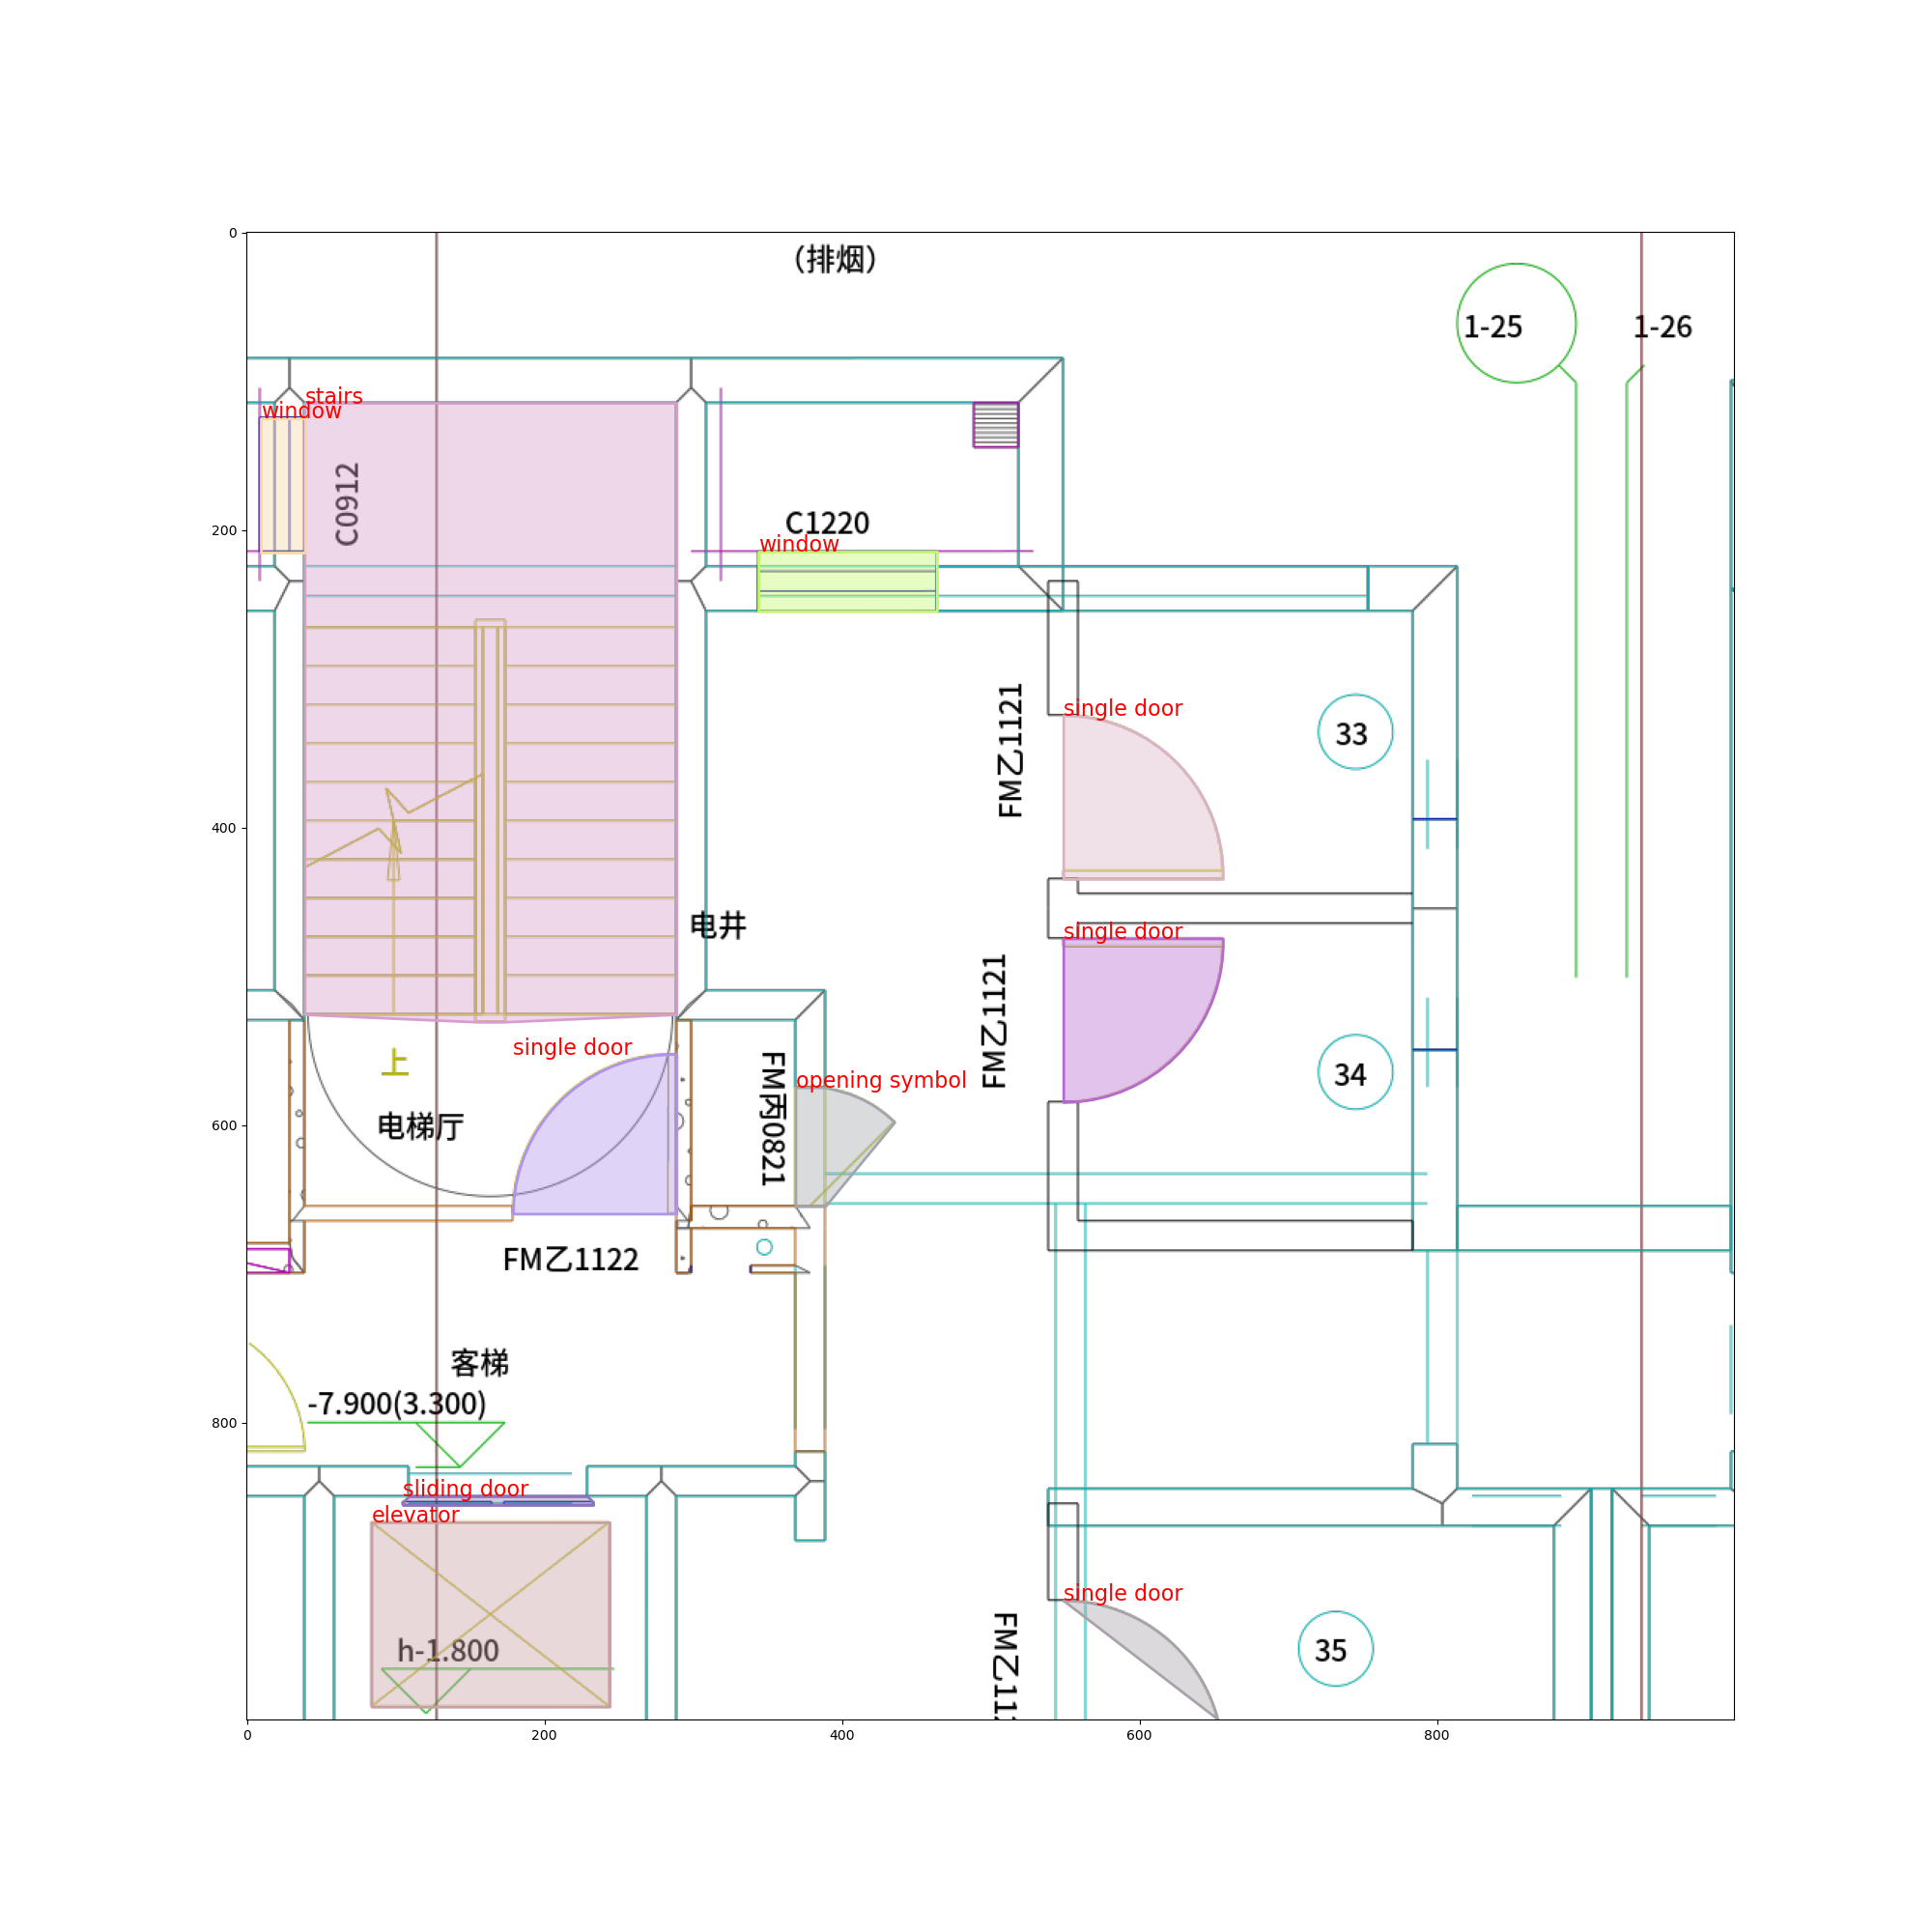 0
(排烟)
1-25
1-26
stairs
window
C0912
200
C1220
window
FM乙1121
single door
33
400
电井
single door
FM乙1121
上
single door
FM丙0821
opening symbol
34
电梯厅
600
FM乙1122
客梯
-7.900(3.300)
800
sliding door
elevator
single door
h-1.800
FM乙112
35
0
200
400
600
800